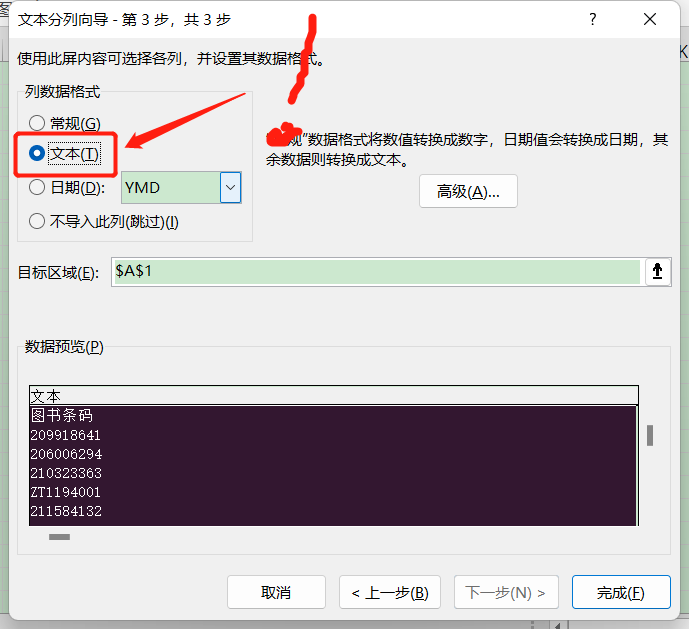 文本分列向导 - 第 3 步，共 3 步
?
使用此屏内容可选择各列，并设置其数据格式。
列数据格式
常规(G)
文本(T)
日期(D):
YMD
不导入此列(跳过)(I)
规”数据格式将数值转换成数字，日期值会转换成日期，其
余数据则转换成文本。
高级(A)...
目标区域(E):
$A$1
数据预览(P)
文本
图书条码
209918641
206006294
210323363
ZT1194001
211584132
取消
< 上一步(B)
下一步(N) >
完成(F)
K